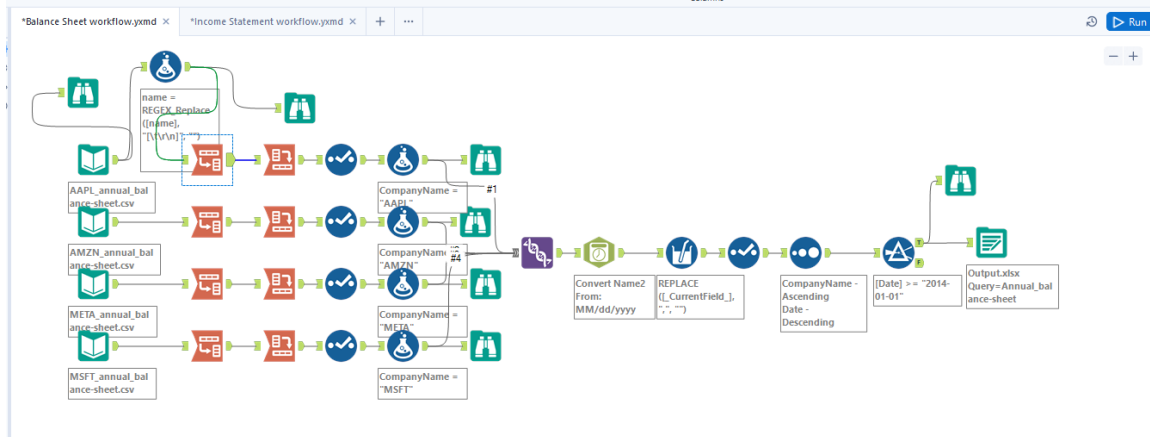 *Balance Sheet workflow.yxmd
*Income Statement workflow.yxmd
Run
name =
REGEX_Replace
([name],
#1
AAPL_annual_bal
ance-sheet.csv
CompanyName =
"AAPL"
AMZN_annual_bal
ance-sheet.csv
CompanyName =
"AMZN"
#4
META_annual_bal
ance-sheet.csv
CompanyName =
"META"
MSFT_annual_bal
ance-sheet.csv
CompanyName =
"MSFT"
Convert Name2
From:
MM/dd/yyyy
REPLACE
([_CurrentField_],
",", "")
CompanyName -
Ascending
Date -
Descending
[Date] >= "2014-
01-01"
T
F
Output.xlsx
Query=Annual_bal
ance-sheet